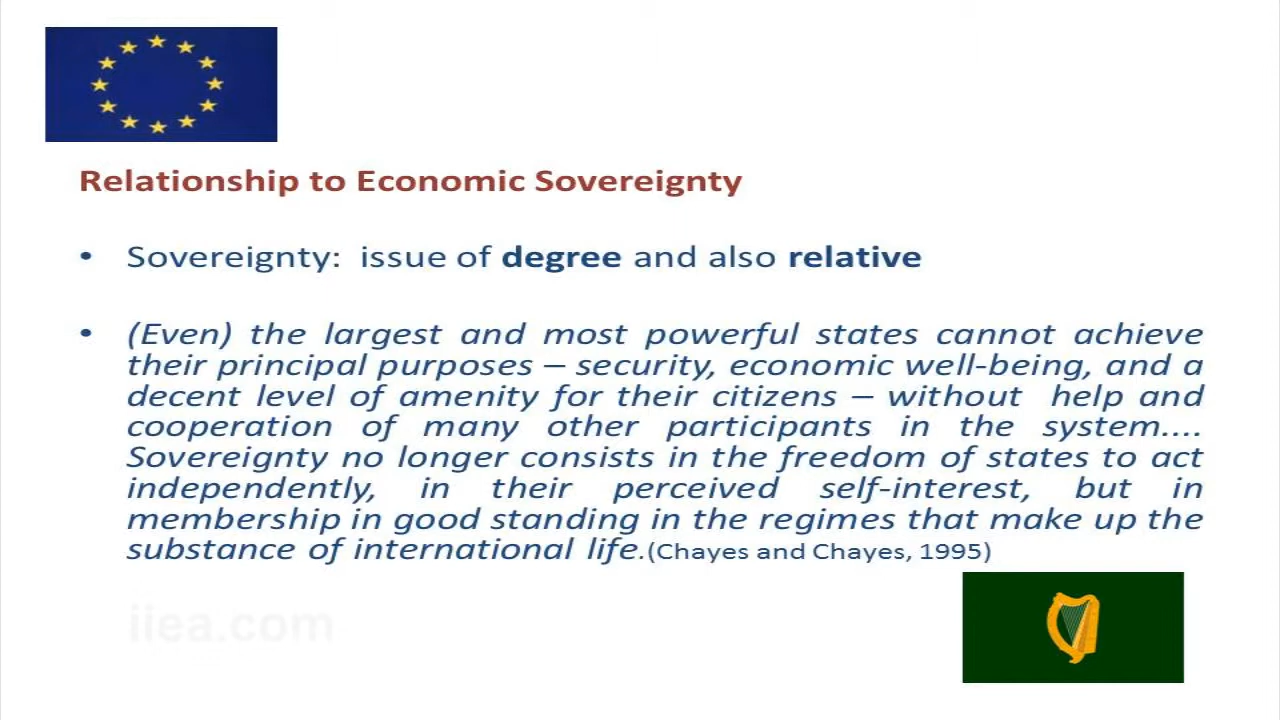 Relationship to Economic Sovereignty
• Sovereignty: issue of degree and also relative
• (Even) the largest and most powerful states cannot achieve
their principal purposes – security, economic well-being, and a
decent level of amenity for their citizens – without help and
cooperation of many other participants in the system....
Sovereignty no longer consists in the freedom of states to act
independently, in their perceived self-interest, but in
membership in good standing in the regimes that make up the
substance of international life.(Chayes and Chayes, 1995)
iiea.com